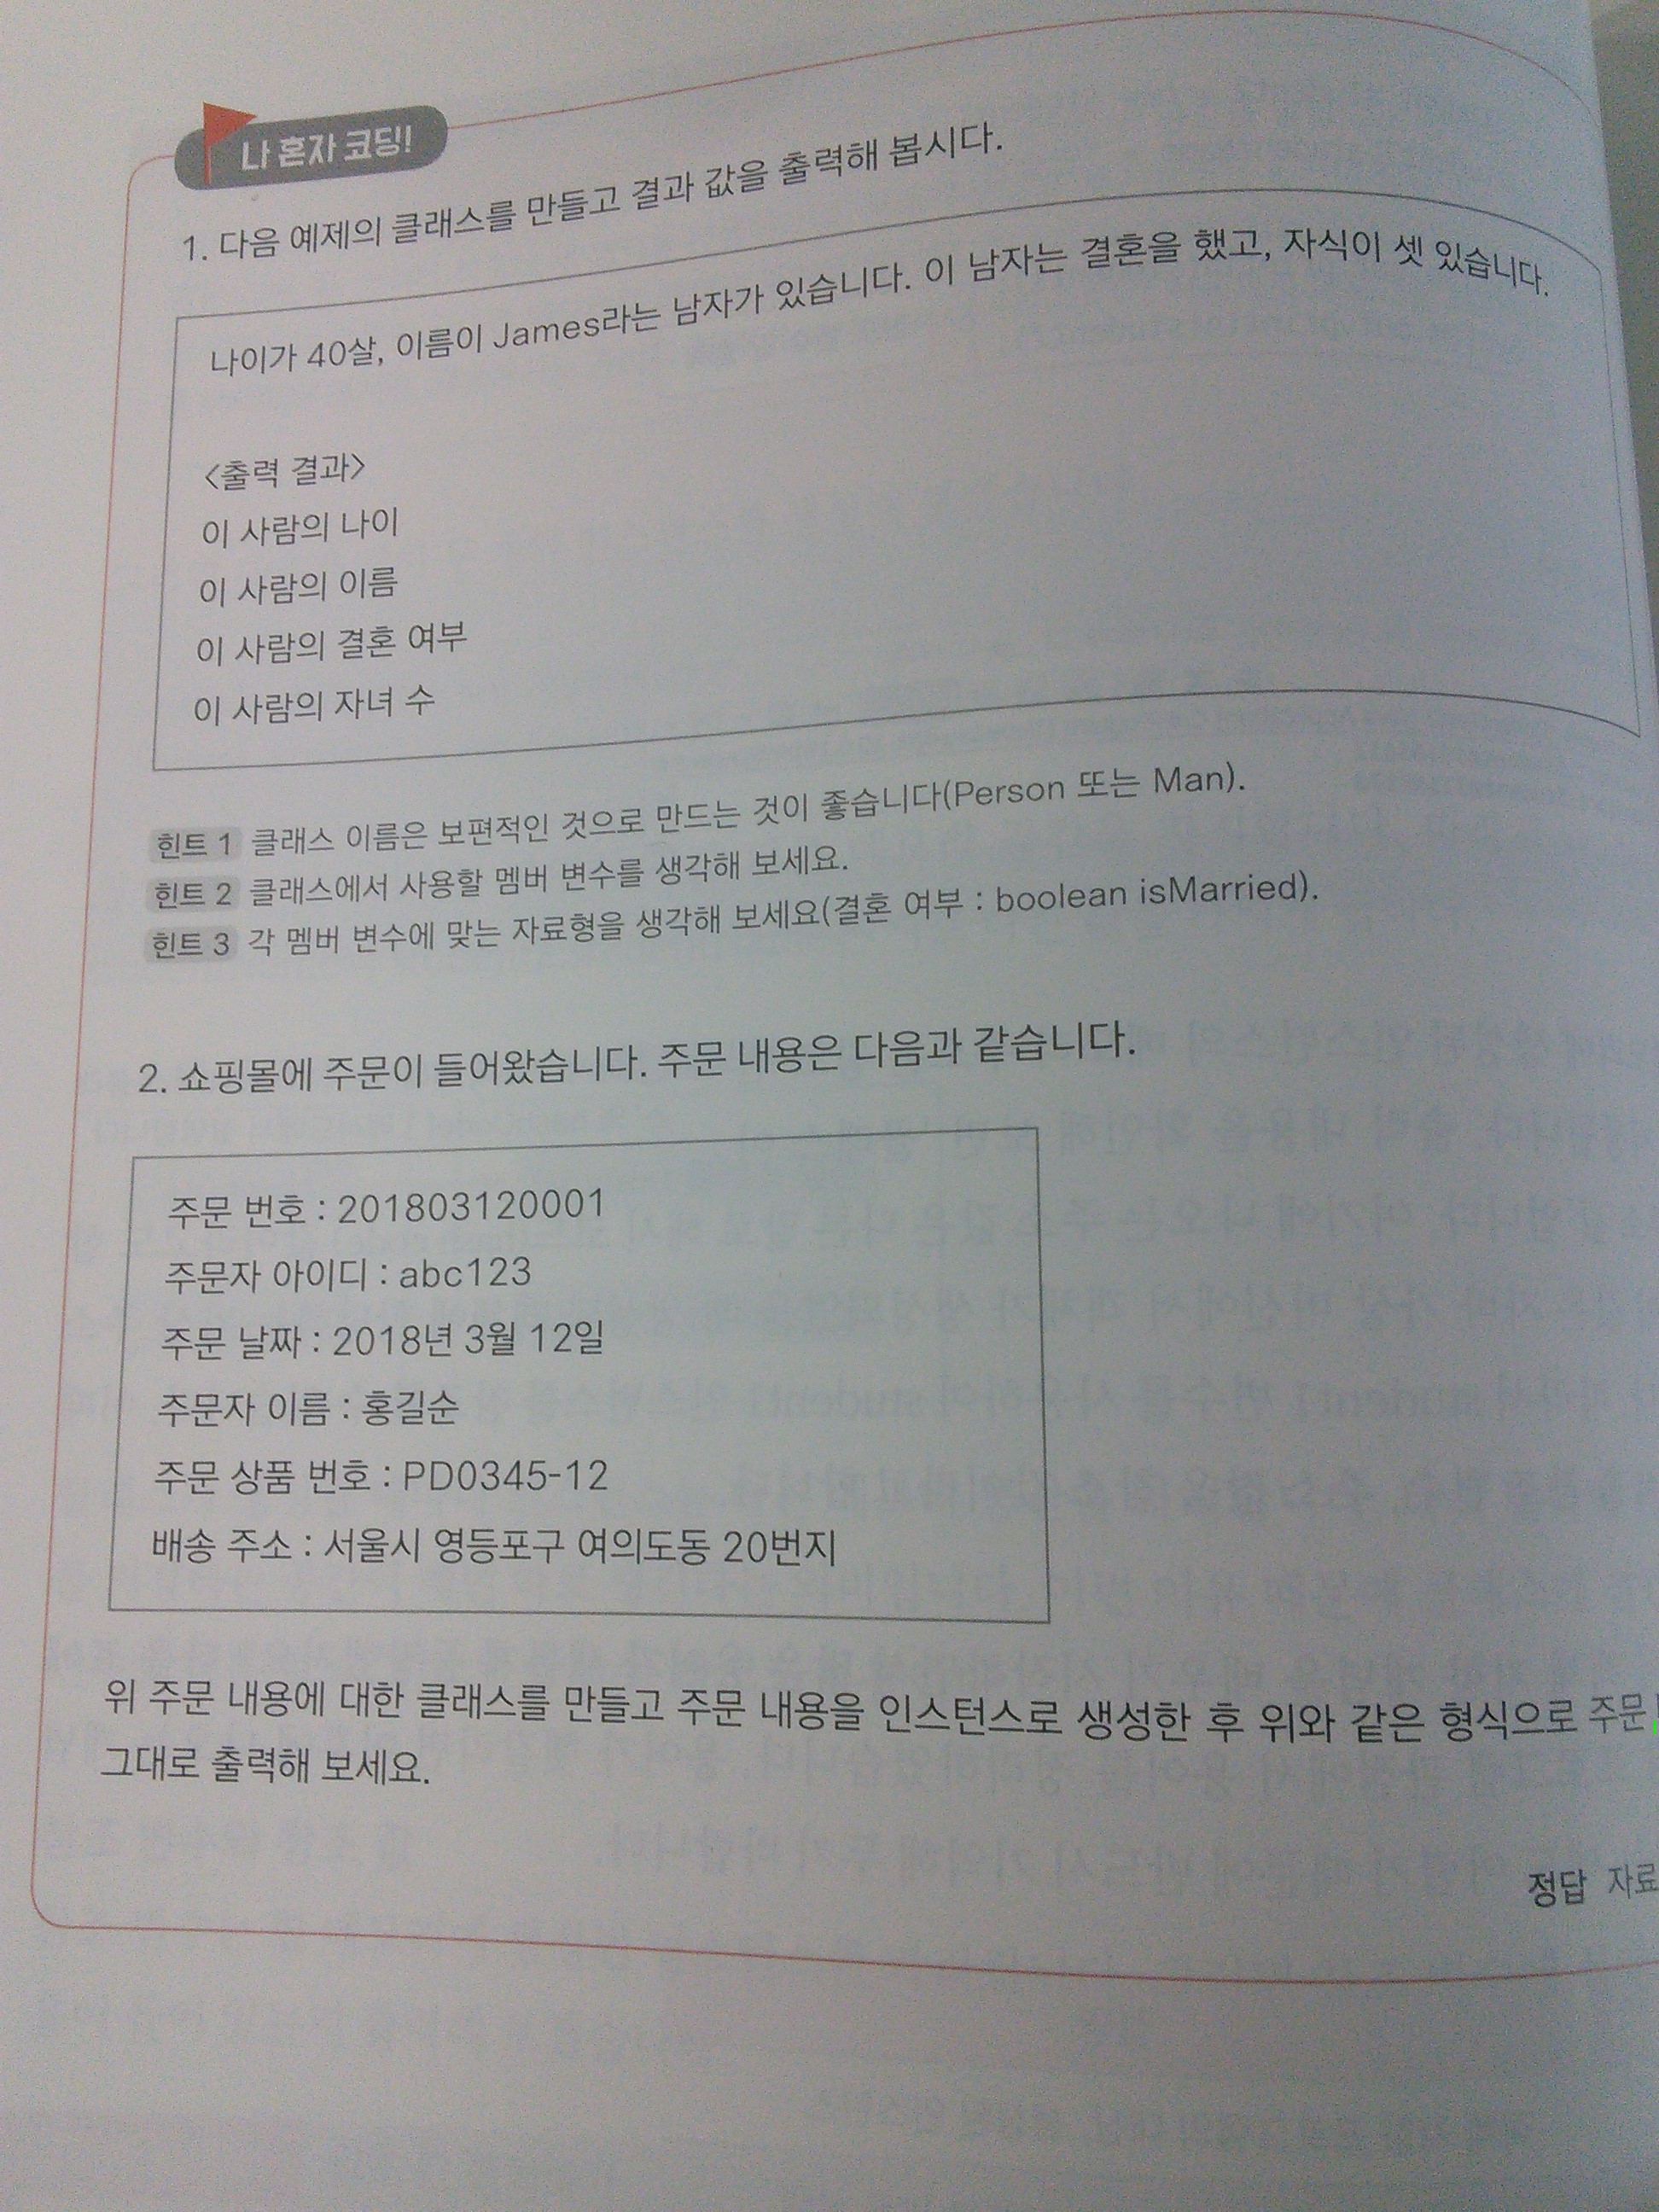 나 혼자 코딩!
1. 다음 예제의 클래스를 만들고 결과 값을 출력해 봅시다.
나이가 40살, 이름이 James라는 남자가 있습니다. 이 남자는 결혼을 했고, 자식이 셋 있습니다.
<출력 결과>
이 사람의 나이
이 사람의 이름
이 사람의 결혼 여부
이 사람의 자녀 수
힌트 1 클래스 이름은 보편적인 것으로 만드는 것이 좋습니다(Person 또는 Man).
힌트 2 클래스에서 사용할 멤버 변수를 생각해 보세요.
힌트 3 각 멤버 변수에 맞는 자료형을 생각해 보세요(결혼 여부 : boolean isMarried).
2. 쇼핑몰에 주문이 들어왔습니다. 주문 내용은 다음과 같습니다.
주문 번호 : 201803120001
주문자 아이디 : abc123
주문 날짜 : 2018년 3월 12일
주문자 이름 : 홍길순
주문 상품 번호 : PD0345-12
배송 주소 : 서울시 영등포구 여의도동 20번지
위 주문 내용에 대한 클래스를 만들고 주문 내용을 인스턴스로 생성한 후 위와 같은 형식으로 주문
그대로 출력해 보세요.
정답 자료